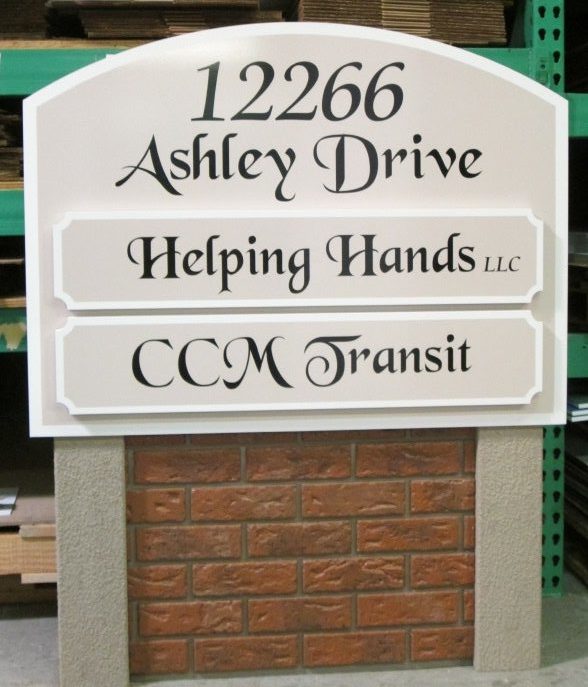 12266
Ashley Drive
Helping Hands LLC
CCM Transit